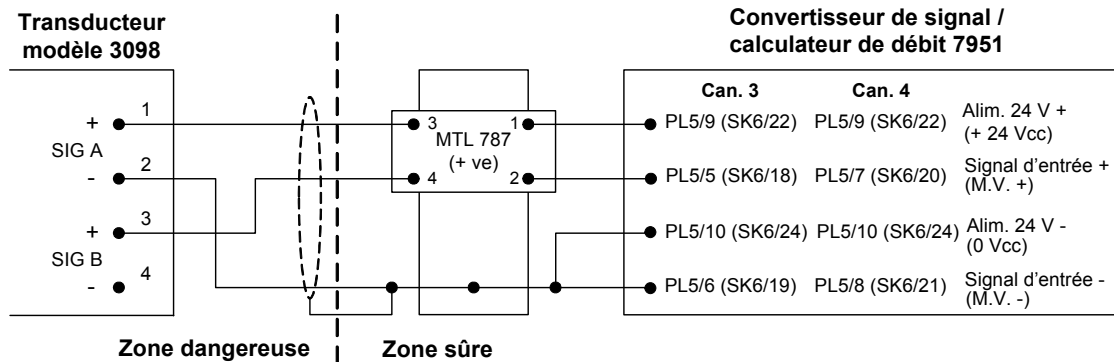 Transducteur
modèle 3098
Convertisseur de signal /
calculateur de débit 7951
Can. 3 Can. 4
+ 1
SIG A
- 2
+ 3
SIG B
- 4
3 1
MTL 787
(+ ve)
4 2
PL5/9 (SK6/22) PL5/9 (SK6/22) Alim. 24 V +
(+ 24 Vcc)
PL5/5 (SK6/18) PL5/7 (SK6/20) Signal d'entrée +
(M.V. +)
PL5/10 (SK6/24) PL5/10 (SK6/24) Alim. 24 V -
(0 Vcc)
PL5/6 (SK6/19) PL5/8 (SK6/21) Signal d'entrée -
(M.V. -)
Zone dangereuse Zone sûre